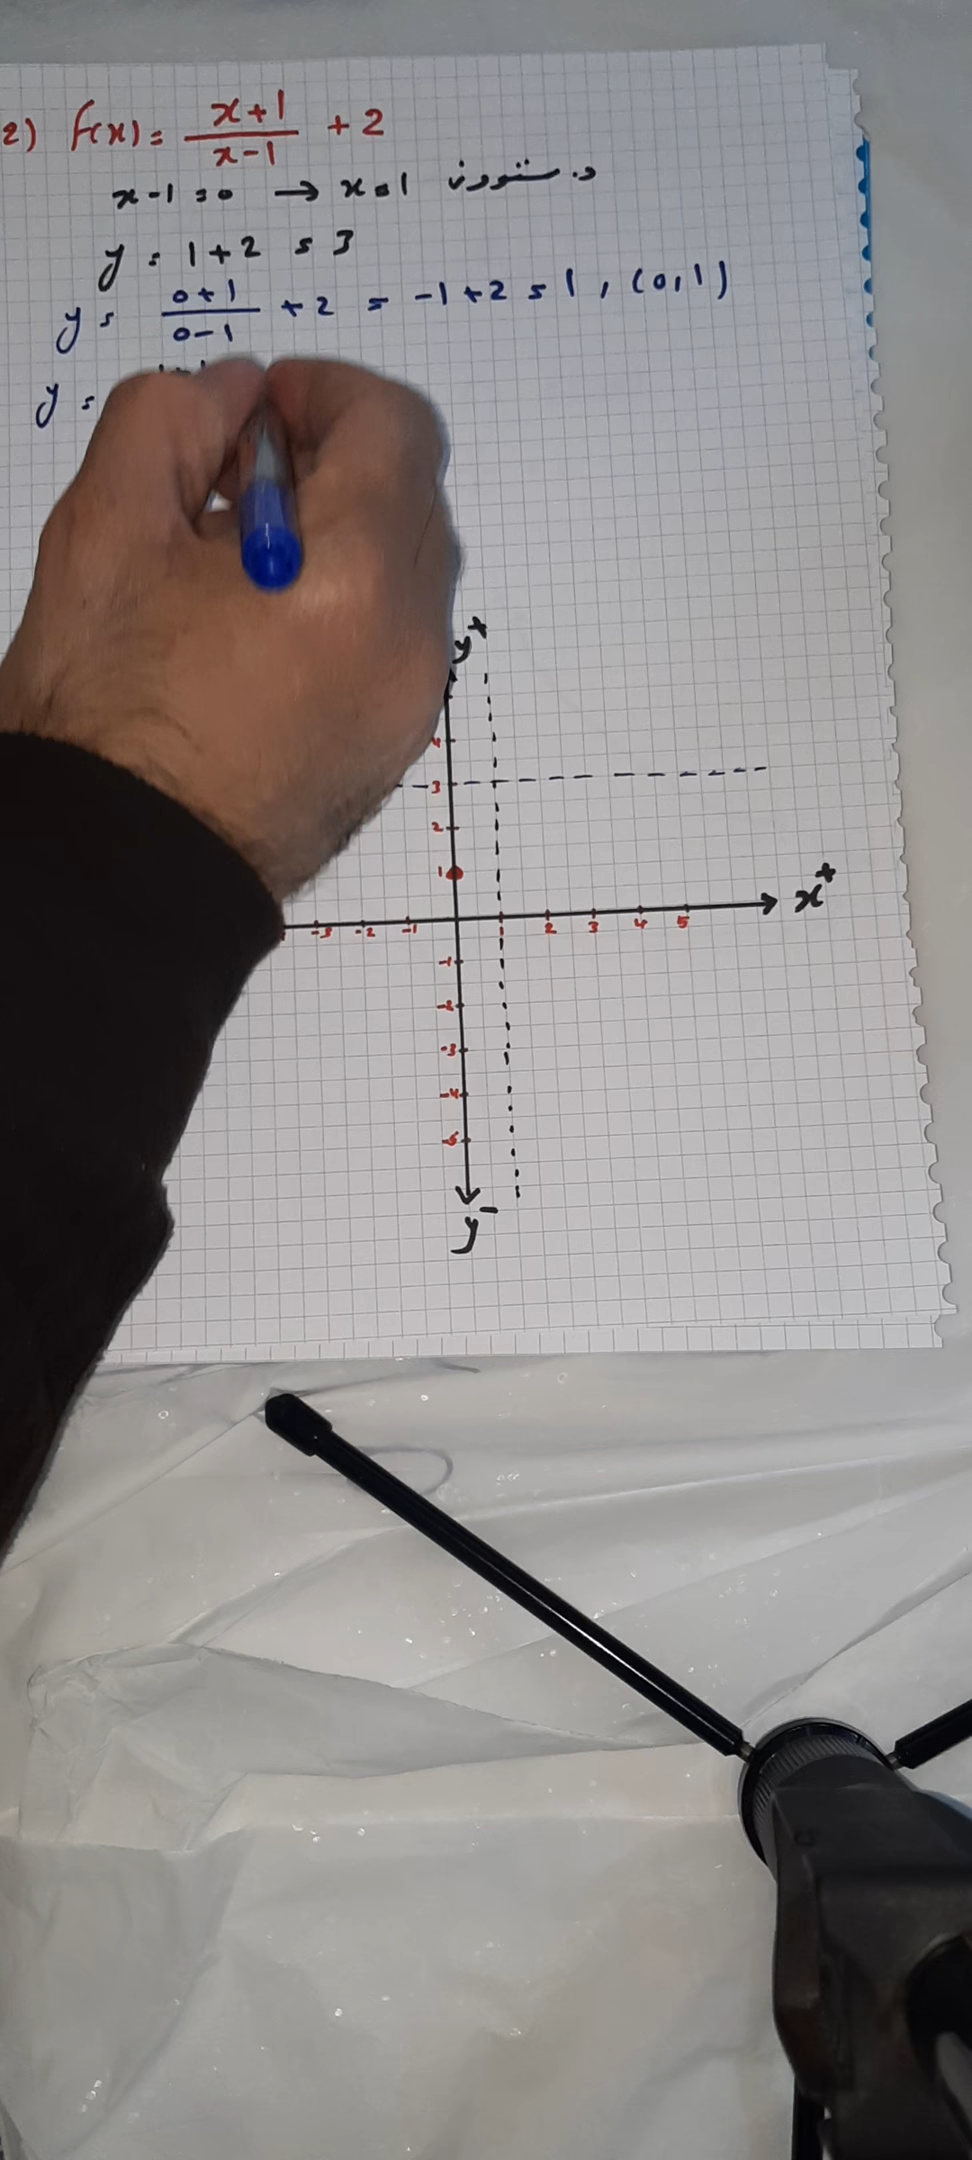 2) f(x) = x+1 / x-1 + 2
x-1=0 → x=1
y = 1+2 = 3
y = 0+1 / 0-1 + 2 = -1+2 = 1, (0,1)
y =
y+
4
3
2
1
x+
-3 -2 -1 1 2 3 4 5
-1
-2
-3
-4
-5
y-